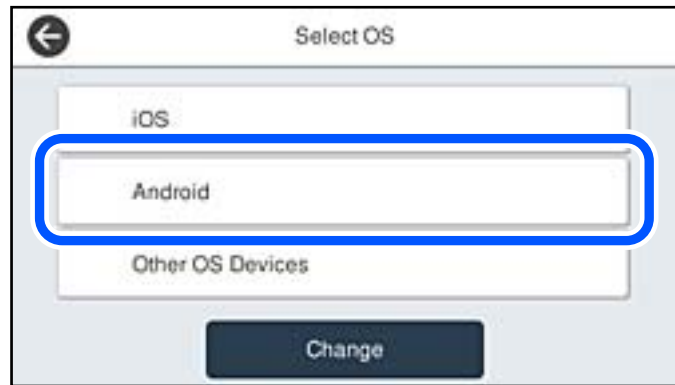 Select OS
iOS
Android
Other OS Devices
Change